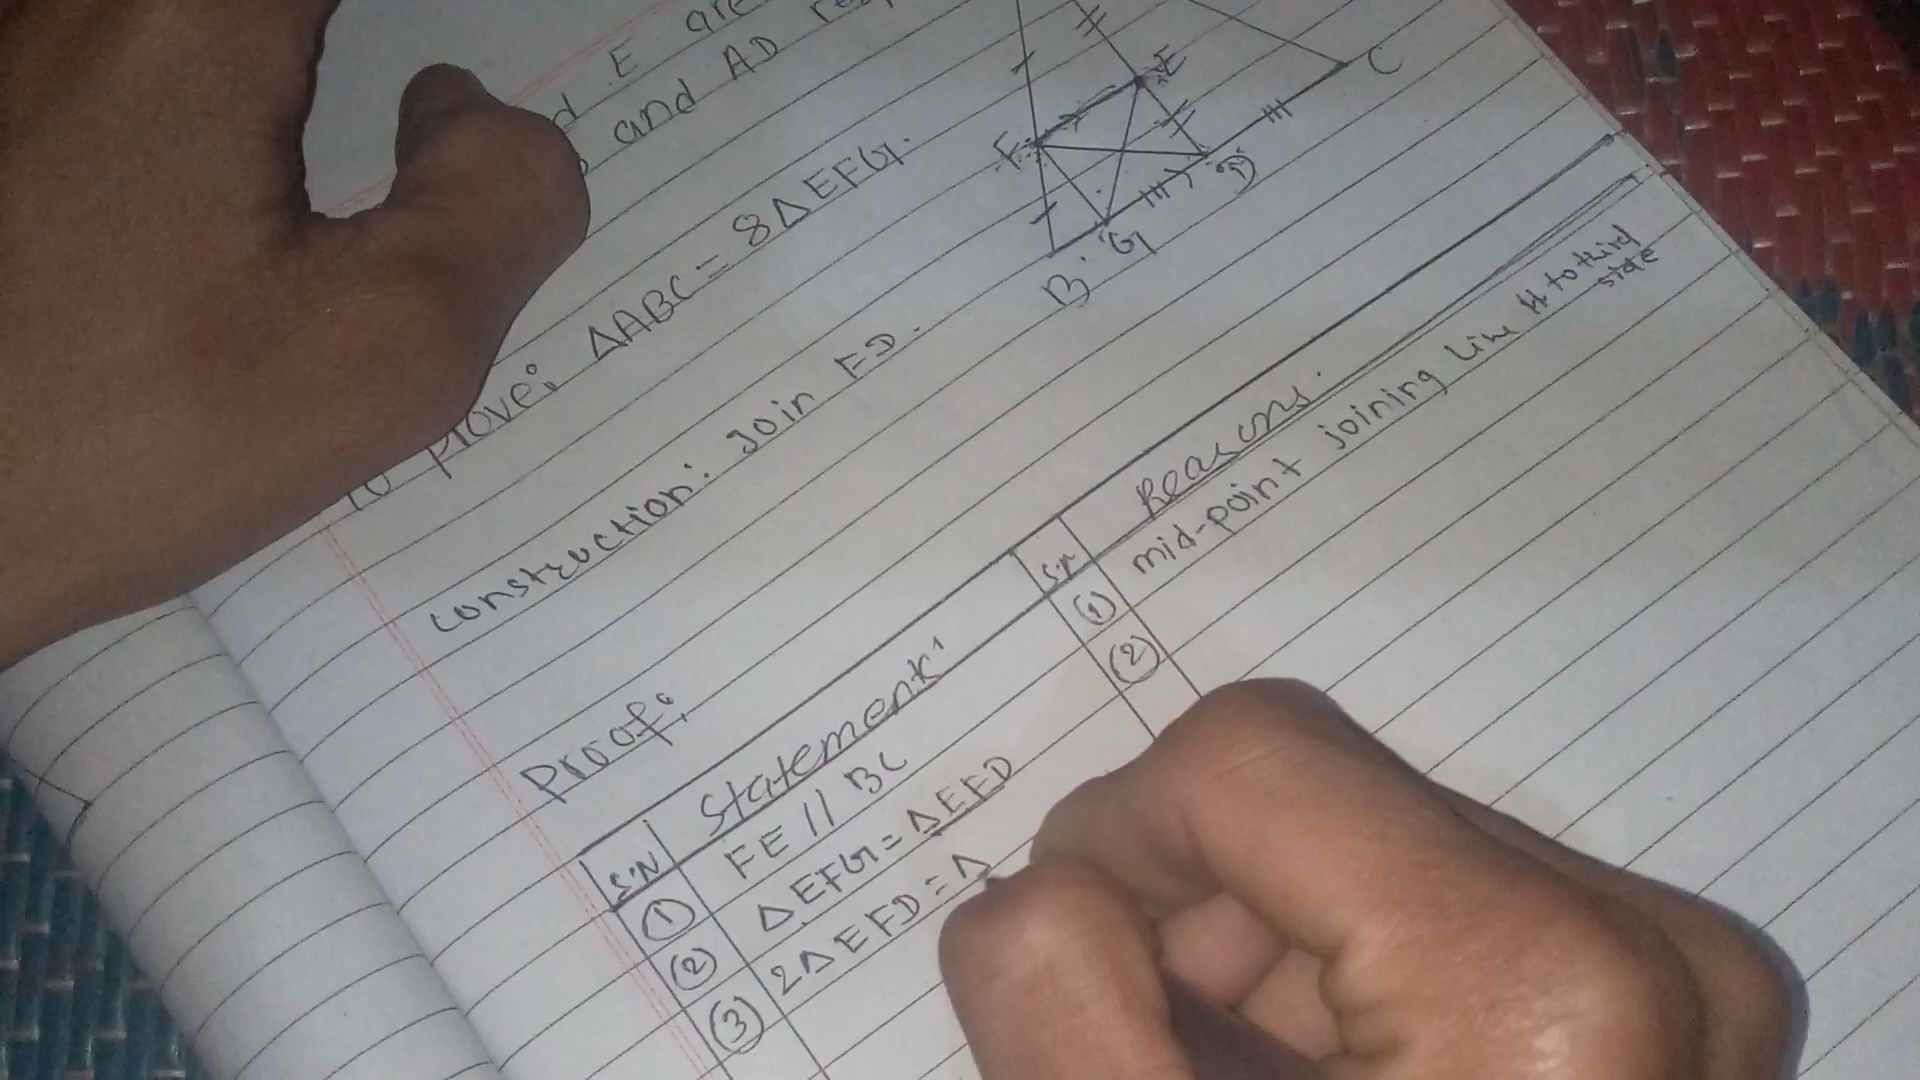 E are
and AD
To prove: ΔABC = 8ΔEFG.
construction: Join FD.
E
C
F
D
G
B
Proof:
S.N Statement S.N Reasons.
① FE // BC ① mid-point joining line // to third side
② ΔEFG = ΔEFD ②
③ 2ΔEFD = Δ